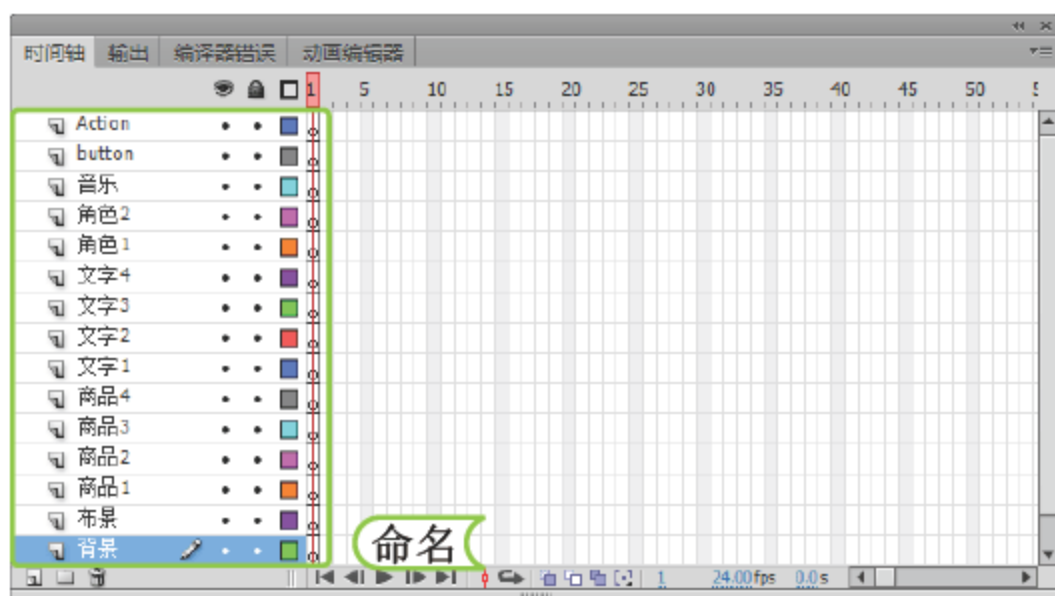 时间轴 输出 编译器错误 动画编辑器
1 5 10 15 20 25 30 35 40 45 50
Action
button
音乐
角色2
角色1
文字4
文字3
文字2
文字1
商品4
商品3
商品2
商品1
布景
背景
命名
1 24.00fps 0.0s